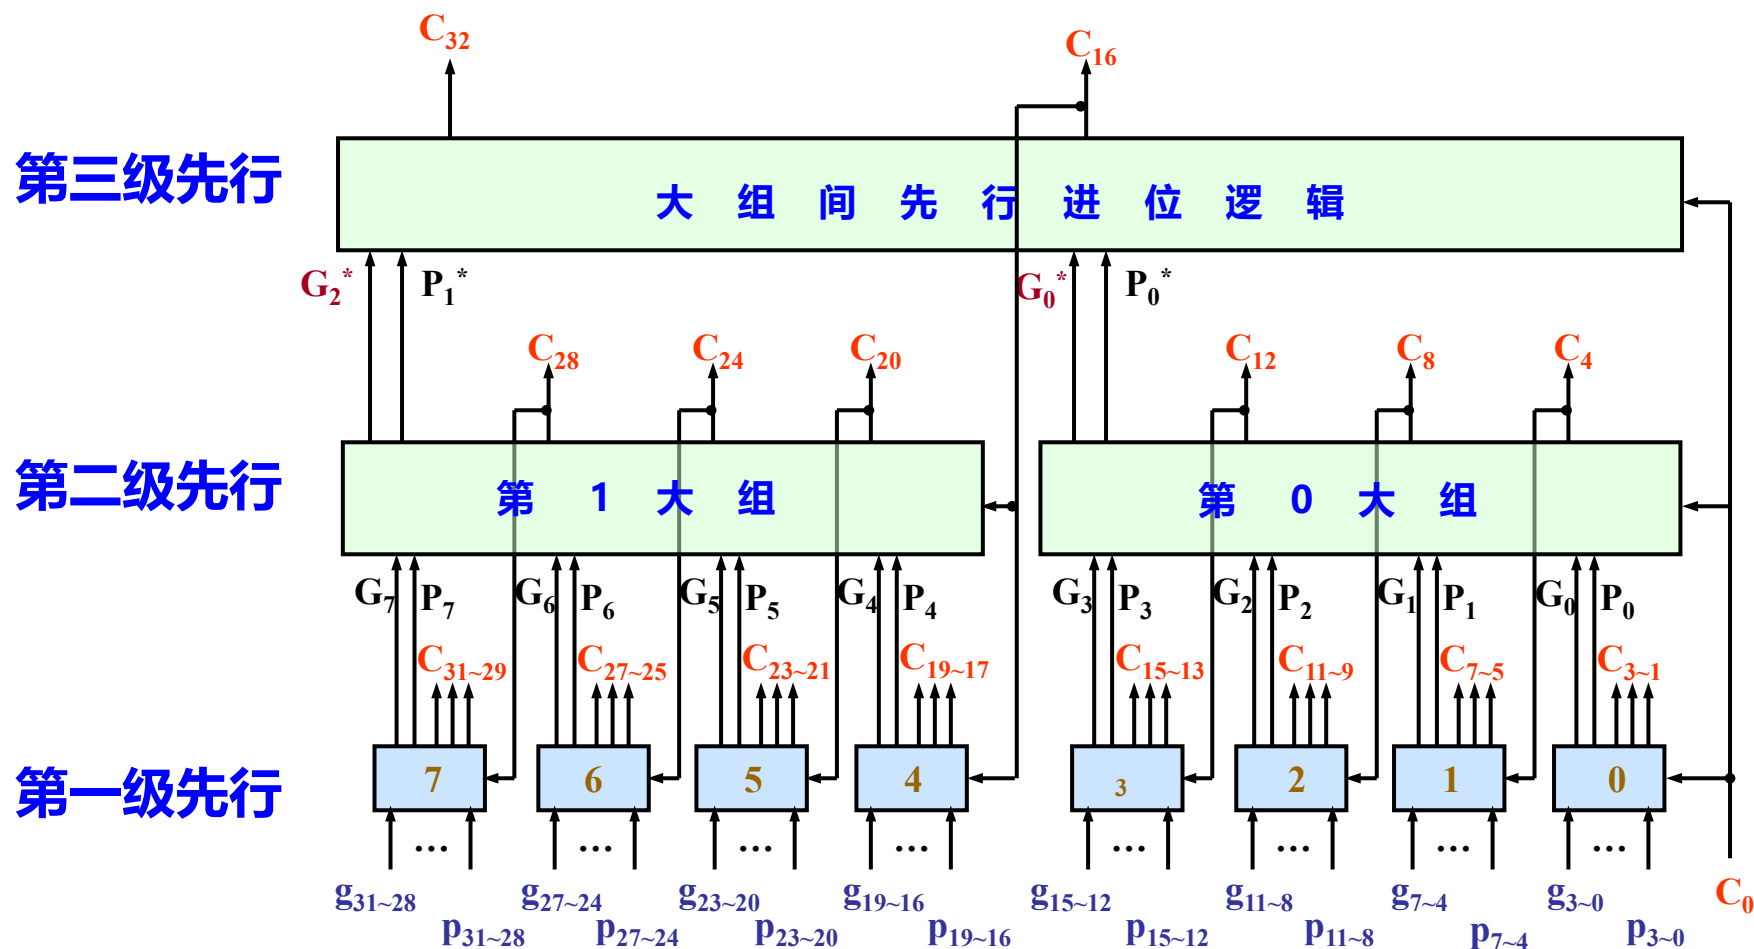 C₃₂ C₁₆
第三级先行
大 组 间 先 行 进 位 逻 辑
G₂* P₁* G₀* P₀*
C₂₈ C₂₄ C₂₀ C₁₂ C₈ C₄
第二级先行
第 1 大 组 第 0 大 组
G₇ P₇ G₆ P₆ G₅ P₅ G₄ P₄ G₃ P₃ G₂ P₂ G₁ P₁ G₀ P₀
C₃₁~₂₉ C₂₇~₂₅ C₂₃~₂₁ C₁₉~₁₇ C₁₅~₁₃ C₁₁~₉ C₇~₅ C₃~₁
第一级先行
7 6 5 4 3 2 1 0
... ... ... ... ... ... ... ...
g₃₁~₂₈ g₂₇~₂₄ g₂₃~₂₀ g₁₉~₁₆ g₁₅~₁₂ g₁₁~₈ g₇~₄ g₃~₀ C₀
p₃₁~₂₈ p₂₇~₂₄ p₂₃~₂₀ p₁₉~₁₆ p₁₅~₁₂ p₁₁~₈ p₇~₄ p₃~₀